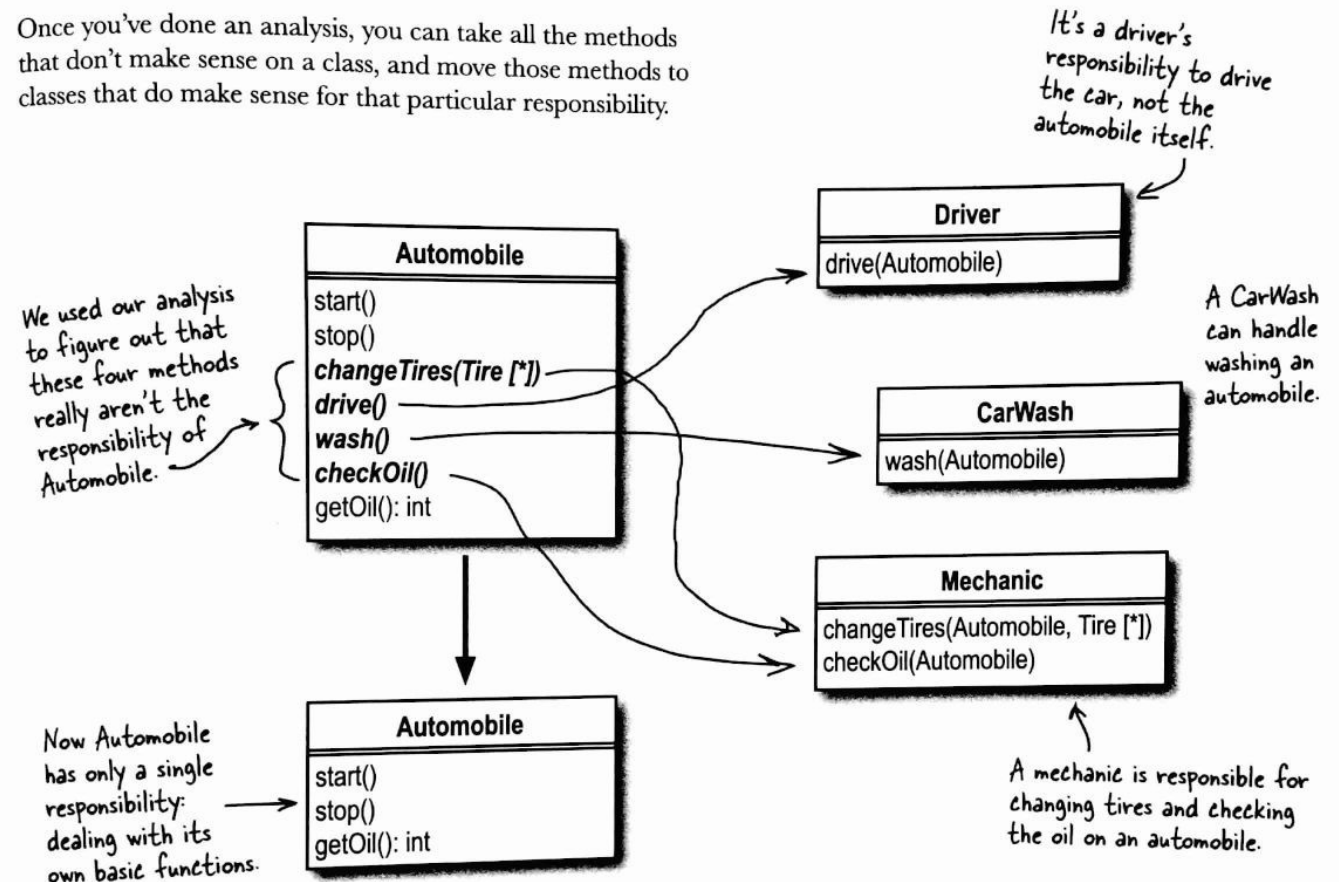 Once you've done an analysis, you can take all the methods
that don't make sense on a class, and move those methods to
classes that do make sense for that particular responsibility.
It's a driver's
responsibility to drive
the car, not the
automobile itself.
Driver
drive(Automobile)
Automobile
start()
stop()
changeTires(Tire [*])
drive()
wash()
checkOil()
getOil(): int
We used our analysis
to figure out that
these four methods
really aren't the
responsibility of
Automobile.
A CarWash
can handle
washing an
automobile.
CarWash
wash(Automobile)
Mechanic
changeTires(Automobile, Tire [*])
checkOil(Automobile)
Now Automobile
has only a single
responsibility:
dealing with its
own basic functions.
Automobile
start()
stop()
getOil(): int
A mechanic is responsible for
changing tires and checking
the oil on an automobile.